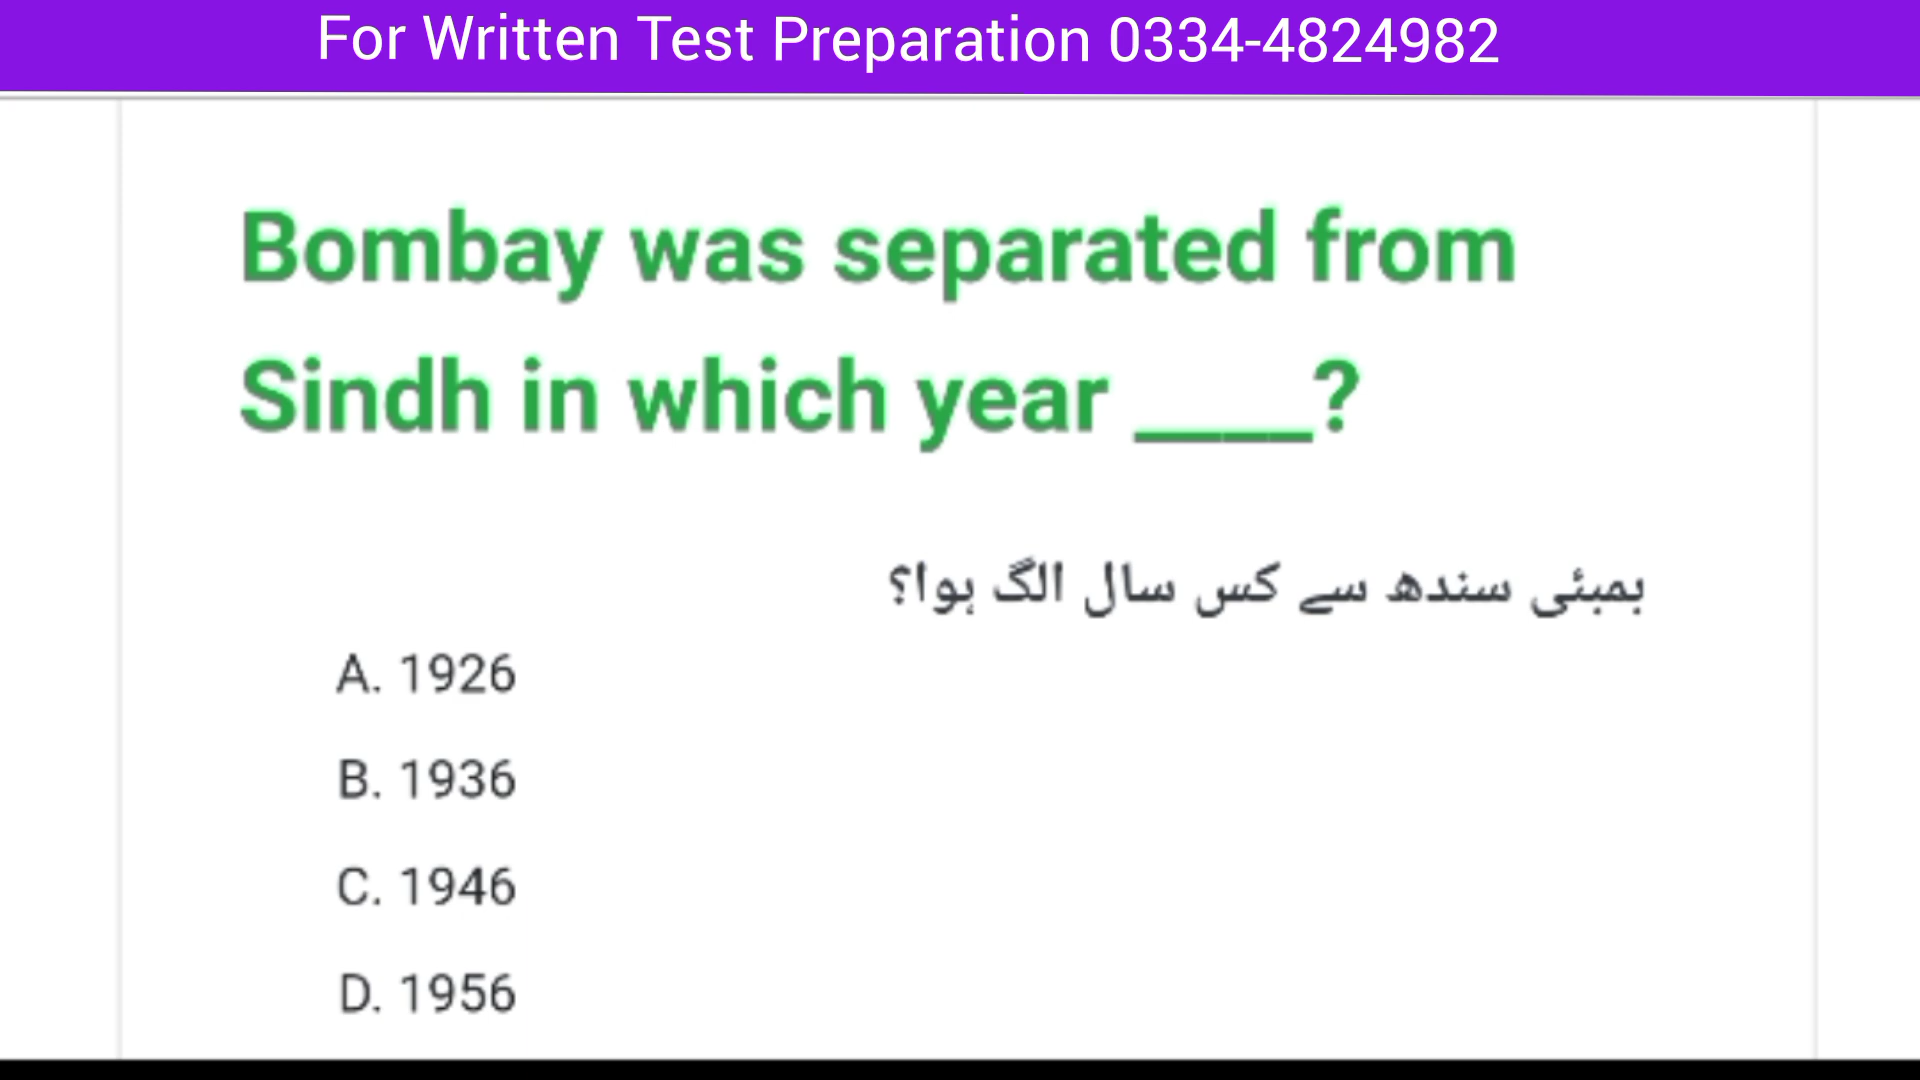 For Written Test Preparation 0334-4824982
Bombay was separated from
Sindh in which year ____?
بمبئی سندھ سے کس سال الگ ہوا؟
A. 1926
B. 1936
C. 1946
D. 1956